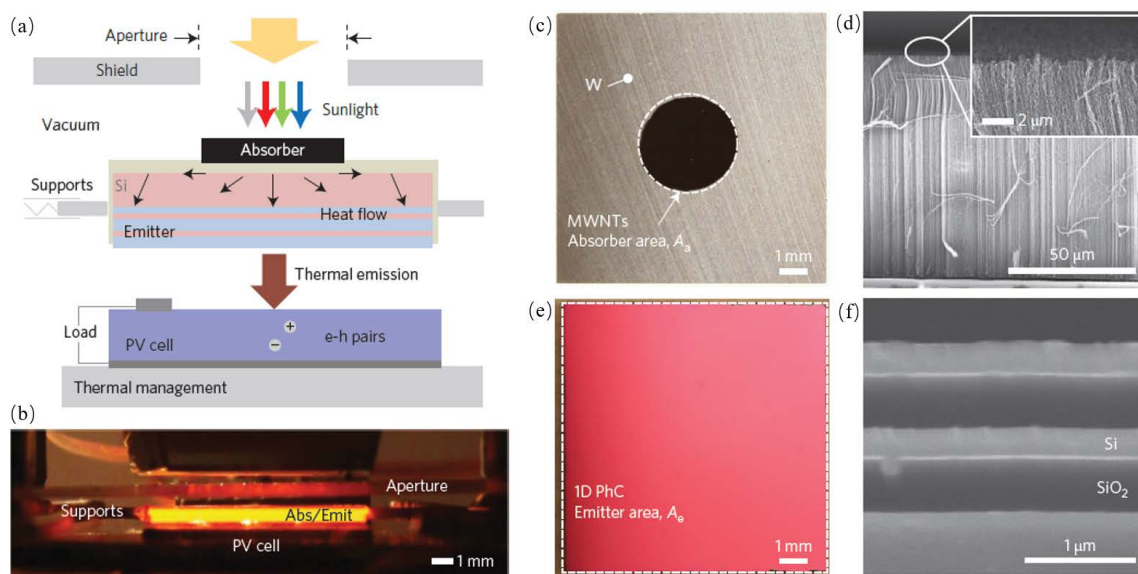 (a)
Aperture
Shield
Sunlight
Vacuum
Absorber
Supports
Si
Heat flow
Emitter
Thermal emission
Load
PV cell
e-h pairs
+
−
Thermal management
(b)
Aperture
Supports
Abs/Emit
PV cell
1 mm
(c)
W
MWNTs
Absorber area, Aa
1 mm
(d)
2 μm
50 μm
(e)
1D PhC
Emitter area, Ae
1 mm
(f)
Si
SiO2
1 μm